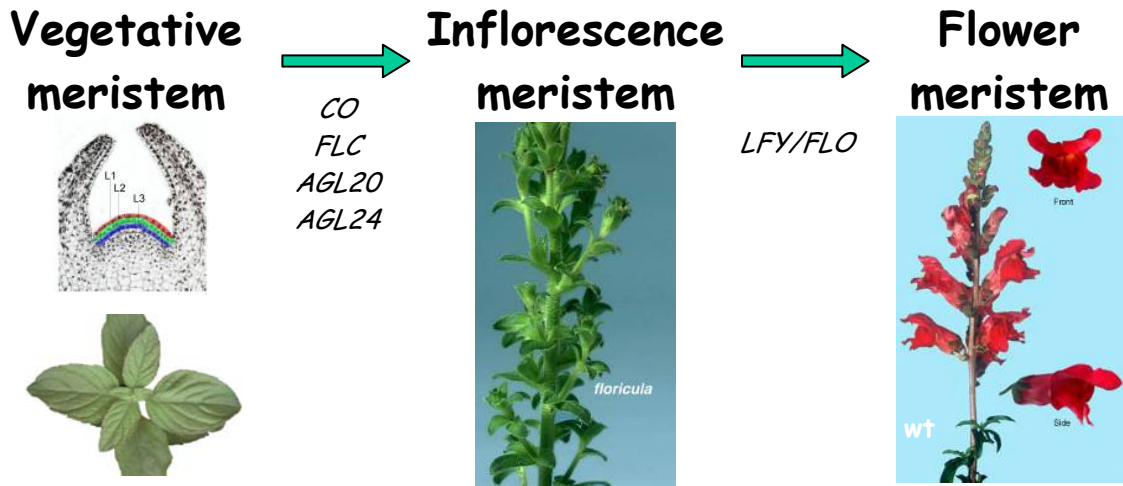 Vegetative
meristem
CO
FLC
AGL20
AGL24
Inflorescence
meristem
LFY/FLO
Flower
meristem
L1
L2
L3
floricula
Front
Side
wt